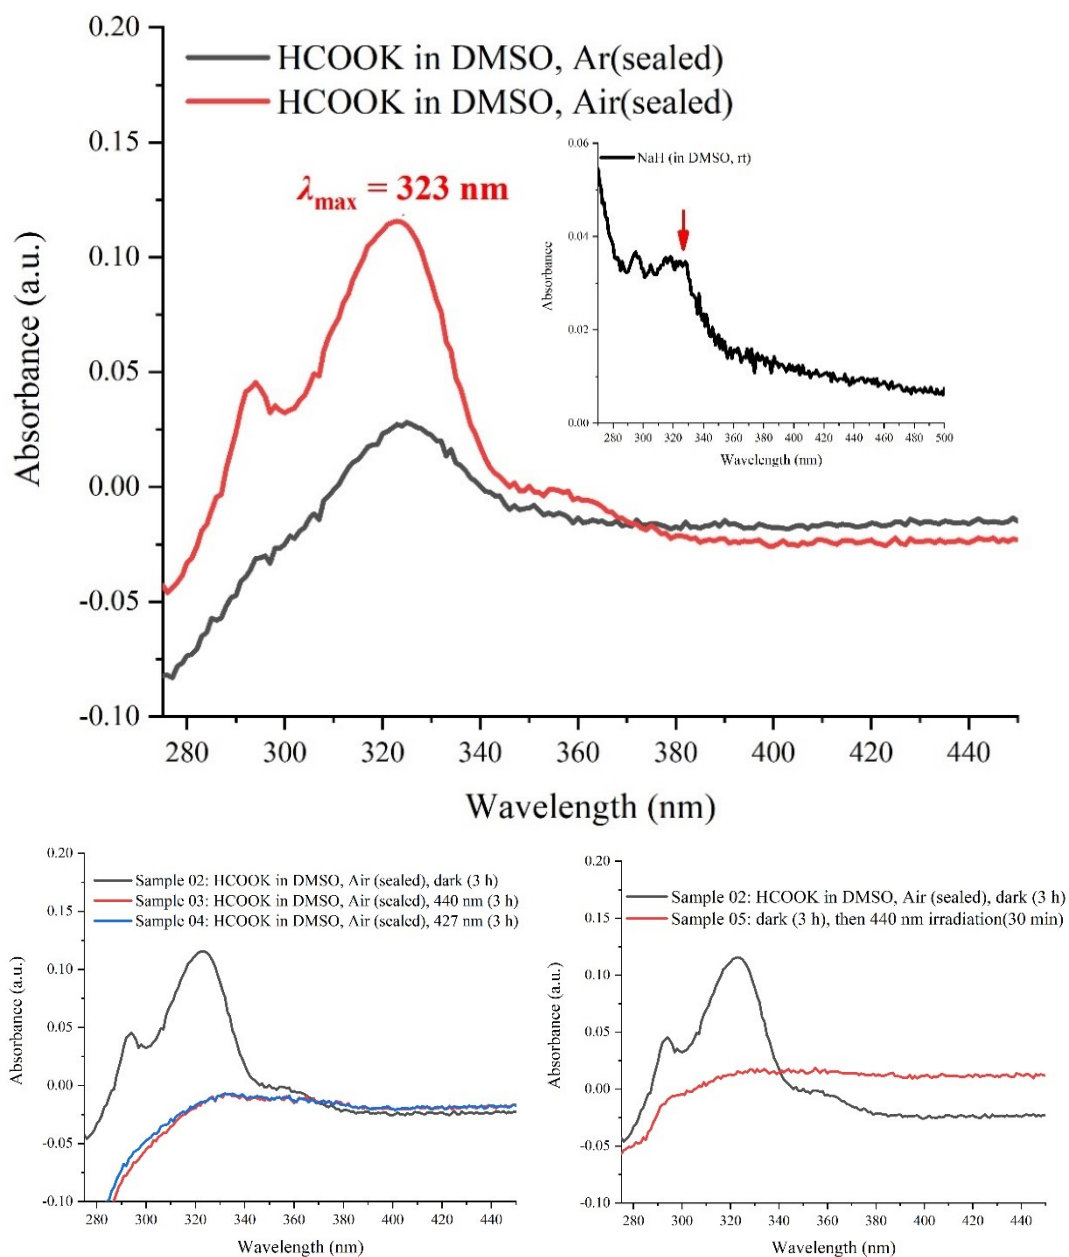 0.20
0.15
0.10
0.05
0.00
-0.05
-0.10
Absorbance (a.u.)
HCOOK in DMSO, Ar(sealed)
HCOOK in DMSO, Air(sealed)
λmax = 323 nm
280 300 320 340 360 380 400 420 440
Wavelength (nm)
0.06
0.04
0.02
0.00
Absorbance
NaH (in DMSO, rt)
280 300 320 340 360 380 400 420 440 460 480 500
Wavelength (nm)
0.20
0.15
0.10
0.05
0.00
-0.05
-0.10
Absorbance (a.u.)
Sample 02: HCOOK in DMSO, Air (sealed), dark (3 h)
Sample 03: HCOOK in DMSO, Air (sealed), 440 nm (3 h)
Sample 04: HCOOK in DMSO, Air (sealed), 427 nm (3 h)
280 300 320 340 360 380 400 420 440
Wavelength (nm)
0.20
0.15
0.10
0.05
0.00
-0.05
-0.10
Absorbance (a.u.)
Sample 02: HCOOK in DMSO, Air (sealed), dark (3 h)
Sample 05: dark (3 h), then 440 nm irradiation(30 min)
280 300 320 340 360 380 400 420 440
Wavelength (nm)